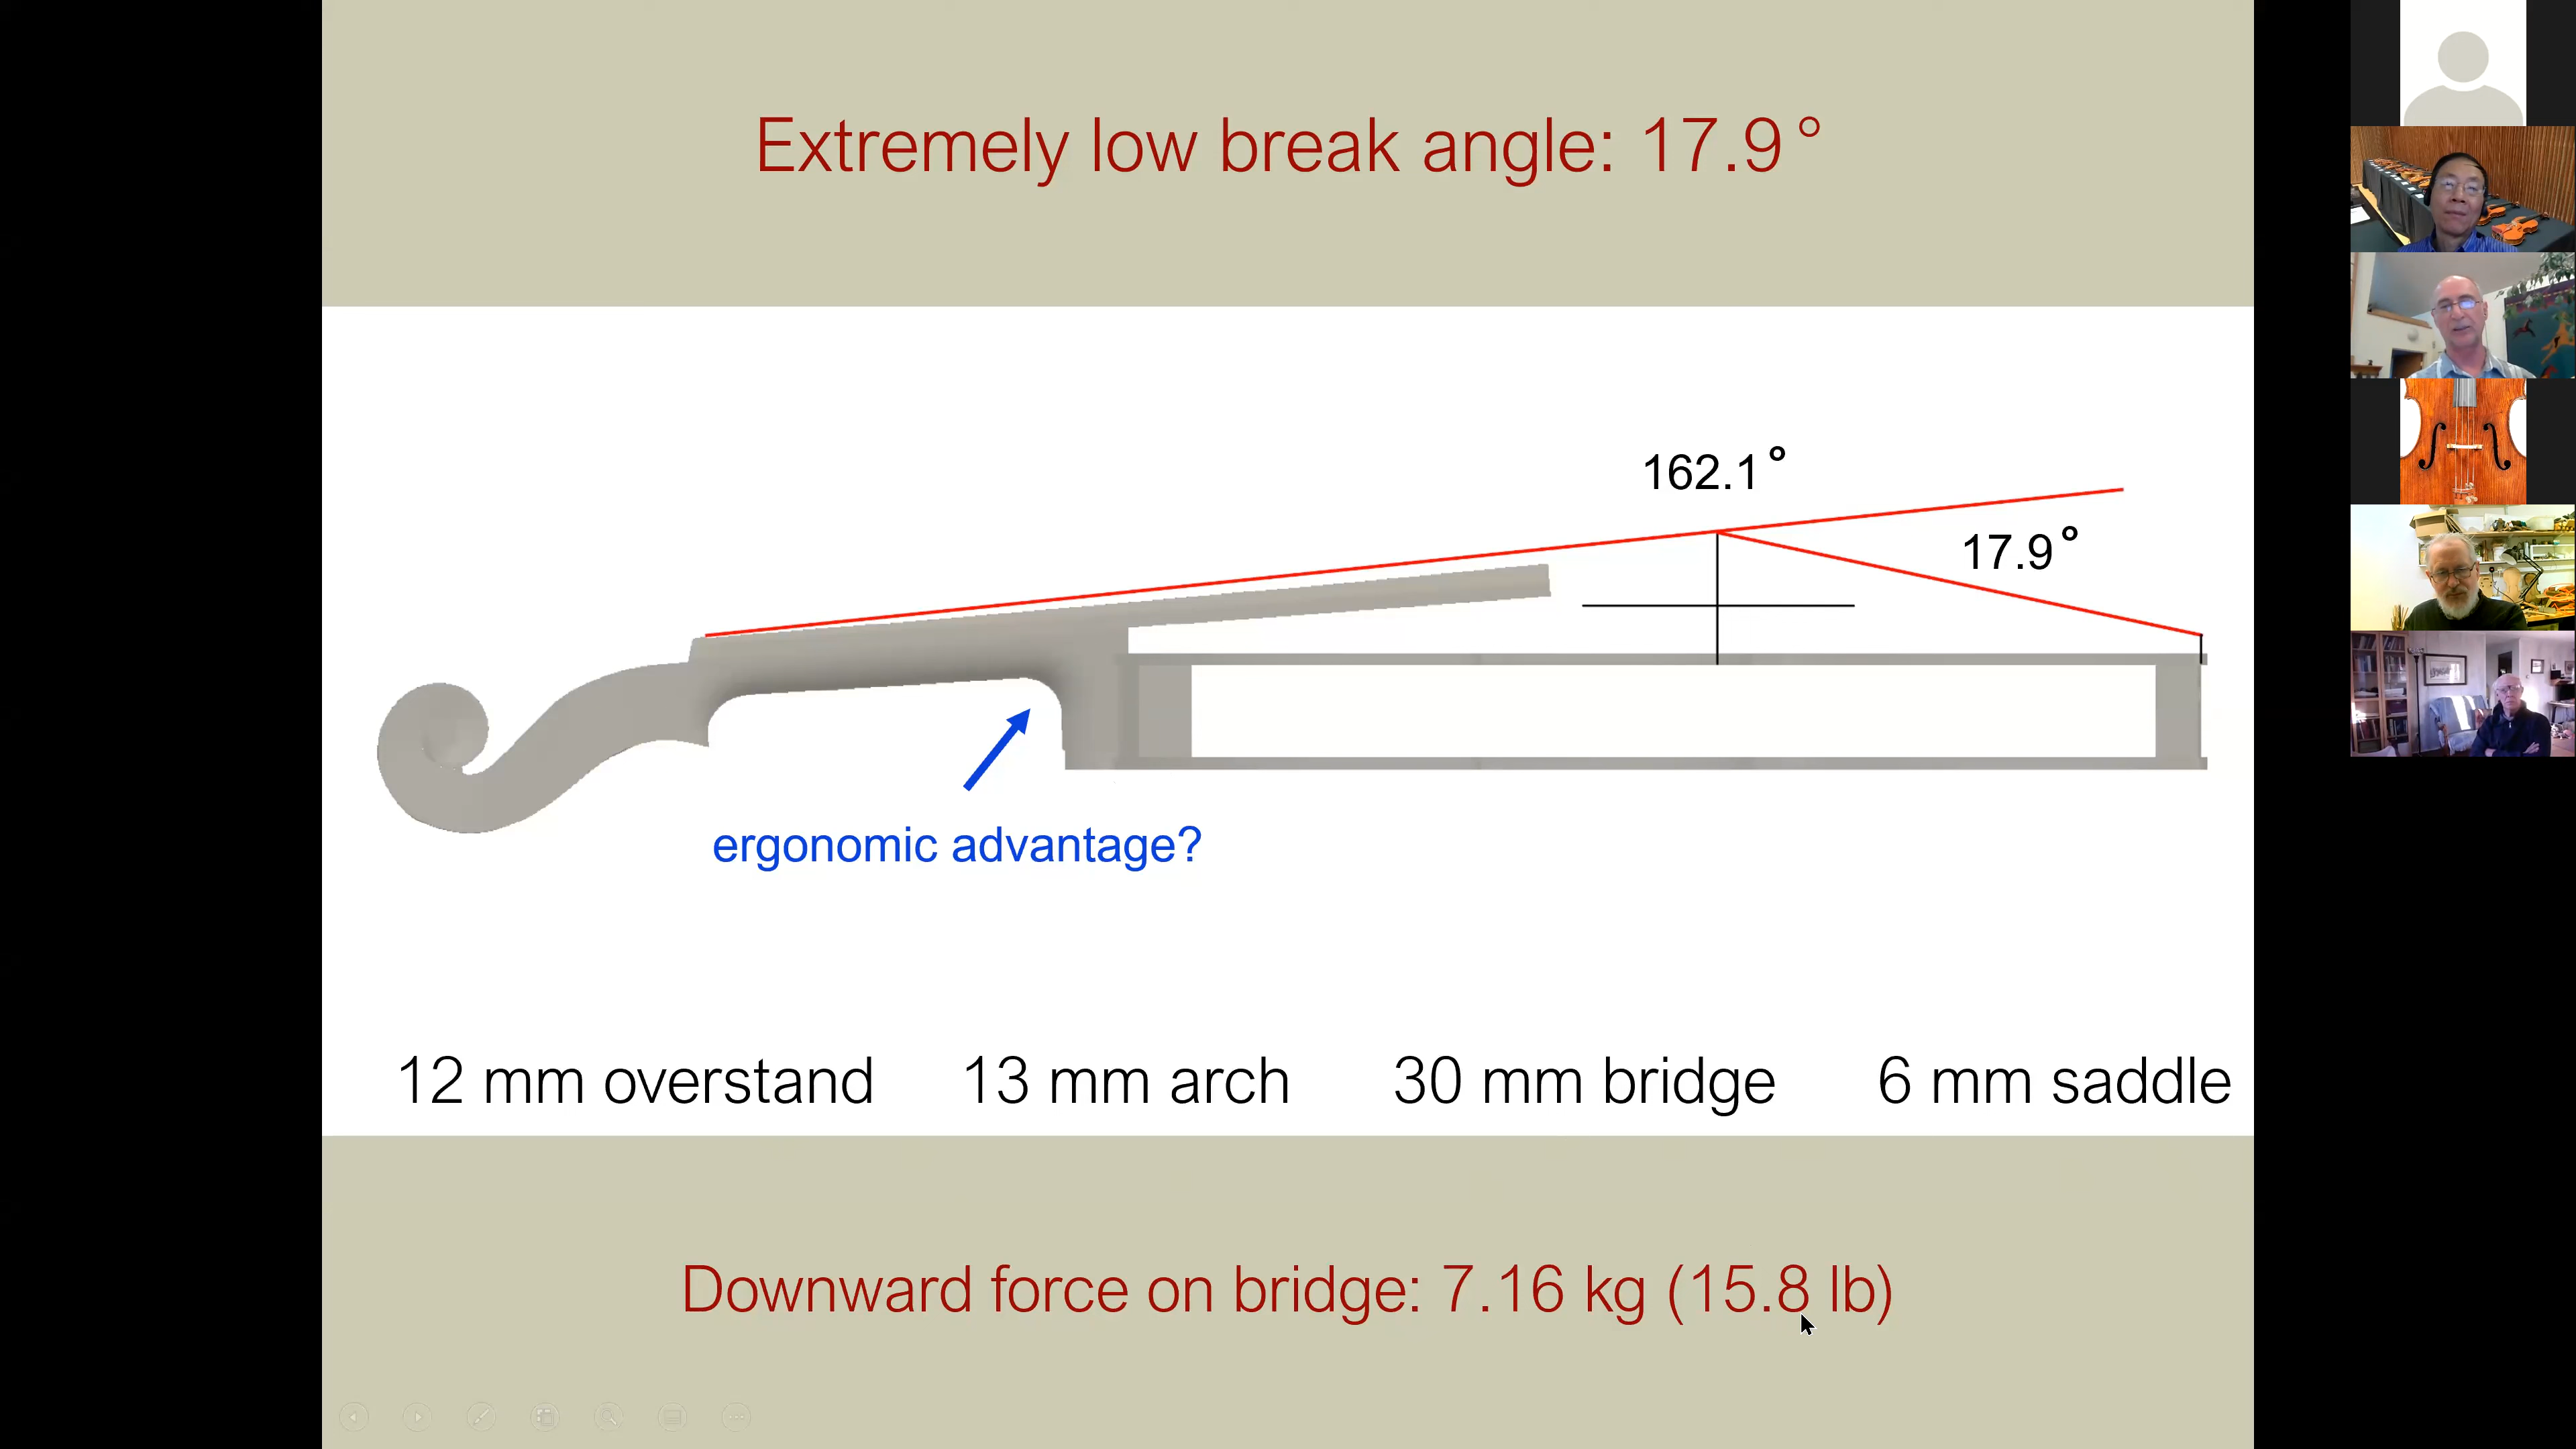 Extremely low break angle: 17.9°
162.1°
17.9°
ergonomic advantage?
12 mm overstand 13 mm arch 30 mm bridge 6 mm saddle
Downward force on bridge: 7.16 kg (15.8 lb)